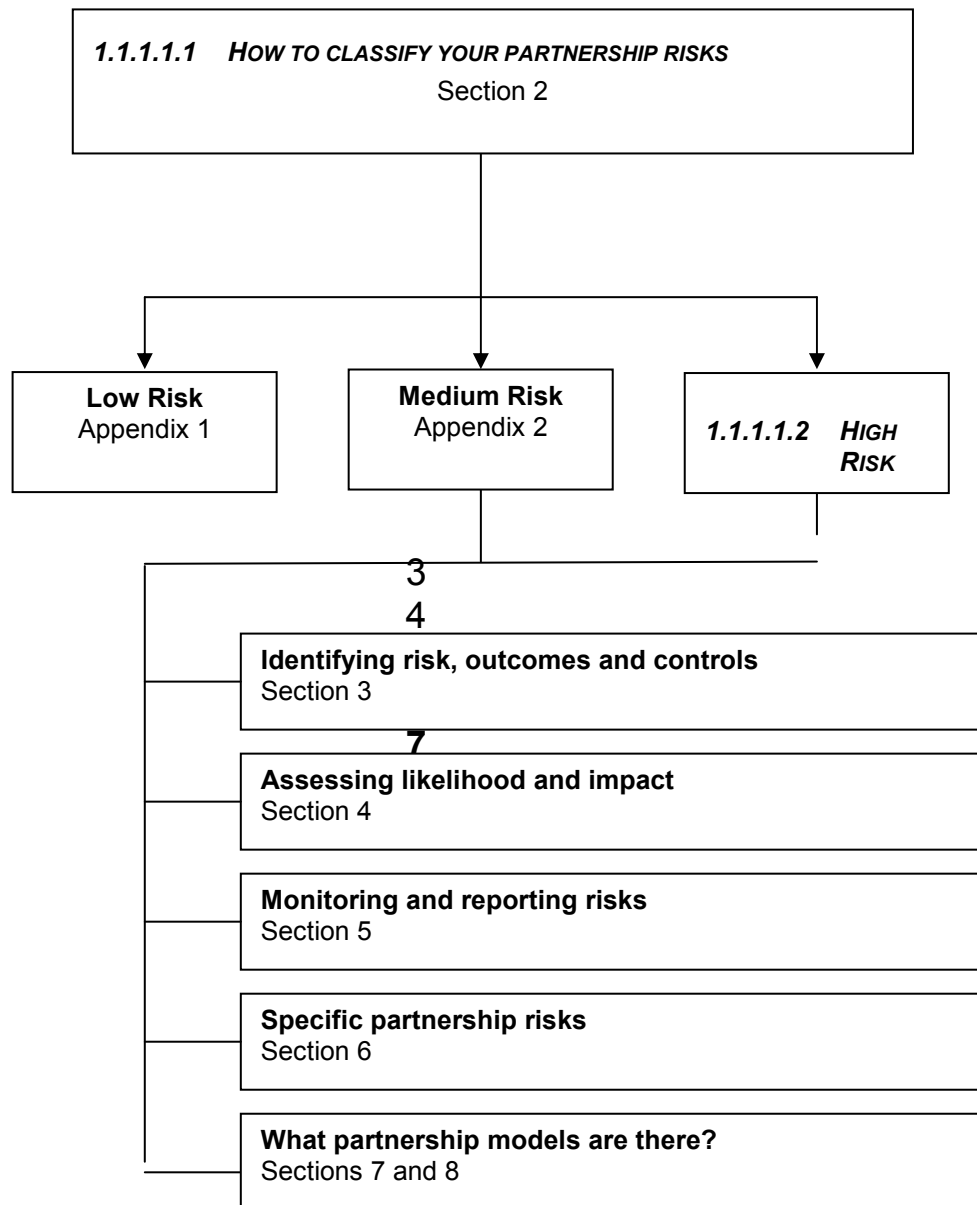 1.1.1.1.1 HOW TO CLASSIFY YOUR PARTNERSHIP RISKS
Section 2
Low Risk
Appendix 1
Medium Risk
Appendix 2
1.1.1.1.2 HIGH
RISK
3
4
Identifying risk, outcomes and controls
Section 3
7
Assessing likelihood and impact
Section 4
Monitoring and reporting risks
Section 5
Specific partnership risks
Section 6
What partnership models are there?
Sections 7 and 8